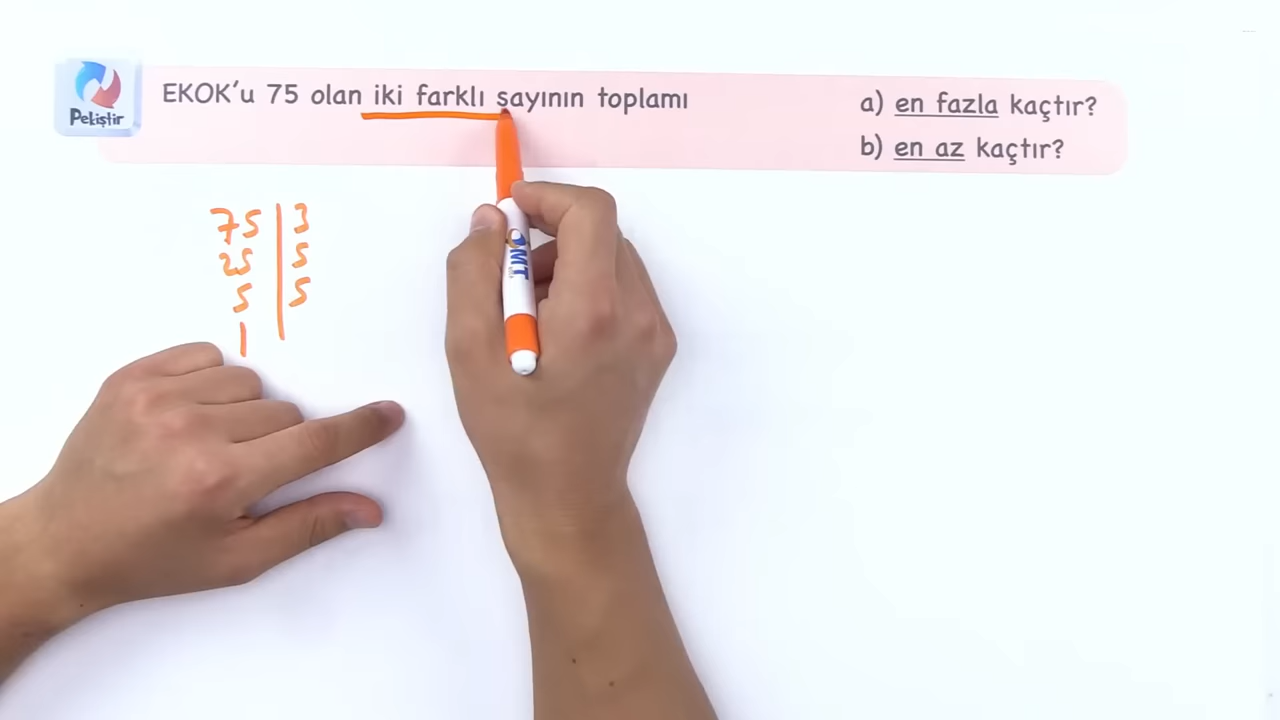 Pekiştir
EKOK'u 75 olan iki farklı sayının toplamı
a) en fazla kaçtır?
b) en az kaçtır?
75 | 3
25 | 5
5 | 5
1
MT